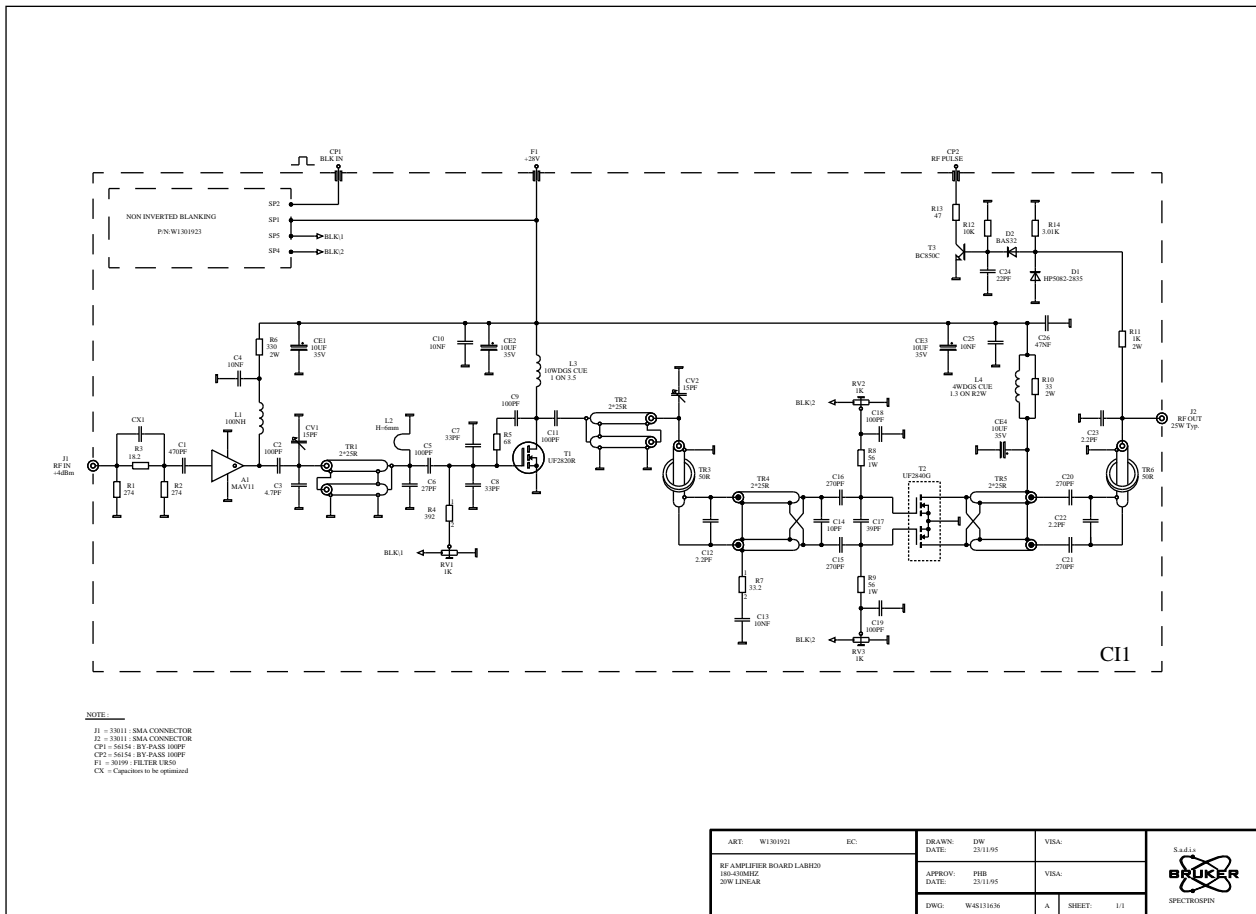 CP1
BLK IN
F1
+28V
CP2
RF PULSE
SP2
NON INVERTED BLANKING
SP1
P/N:W1301923
SP5
BLK\1
SP4
BLK\2
R13
47
R12
10K
D2
BAS32
R14
3.01K
T3
BC850C
C24
22PF
D1
HP5082-2835
R6
330
2W
CE1
10UF
35V
C10
10NF
CE2
10UF
35V
CE3
10UF
35V
C25
10NF
C26
47NF
R11
1K
2W
C4
10NF
L3
10WDGS CUE
1 ON 3.5
L4
4WDGS CUE
1.3 ON R2W
R10
33
2W
CV2
15PF
RV2
1K
BLK\2
C18
100PF
L1
100NH
C9
100PF
TR2
2*25R
CX1
CV1
15PF
L2
H=6mm
C7
33PF
R5
68
C11
100PF
CE4
10UF
35V
C23
2.2PF
J2
RF OUT
25W Typ.
J1
RF IN
+4dBm
R3
18.2
C1
470PF
C2
100PF
TR1
2*25R
C5
100PF
T1
UF2820R
R8
56
1W
T2
UF2840G
R1
274
R2
274
A1
MAV11
C3
4.7PF
C6
27PF
C8
33PF
TR3
50R
TR4
2*25R
C16
270PF
TR5
2*25R
C20
270PF
TR6
50R
R4
392
1
2
C12
2.2PF
C14
10PF
C17
39PF
C22
2.2PF
BLK\1
RV1
1K
C15
270PF
C21
270PF
R7
33.2
1
2
R9
56
1W
C13
10NF
C19
100PF
BLK\2
RV3
1K
CI1
NOTE :
J1 = 33011 : SMA CONNECTOR
J2 = 33011 : SMA CONNECTOR
CP1 = 56154 : BY-PASS 100PF
CP2 = 56154 : BY-PASS 100PF
F1 = 30199 : FILTER UR50
CX = Capacitors to be optimized
ART: W1301921 EC:
RF AMPLIFIER BOARD LABH20
180-430MHZ
20W LINEAR
DRAWN: DW VISA:
DATE: 23/11/95
APPROV: PHB VISA:
DATE: 23/11/95
DWG: W4S131636 A SHEET: 1/1
S.a.d.i.s
BRUKER
SPECTROSPIN